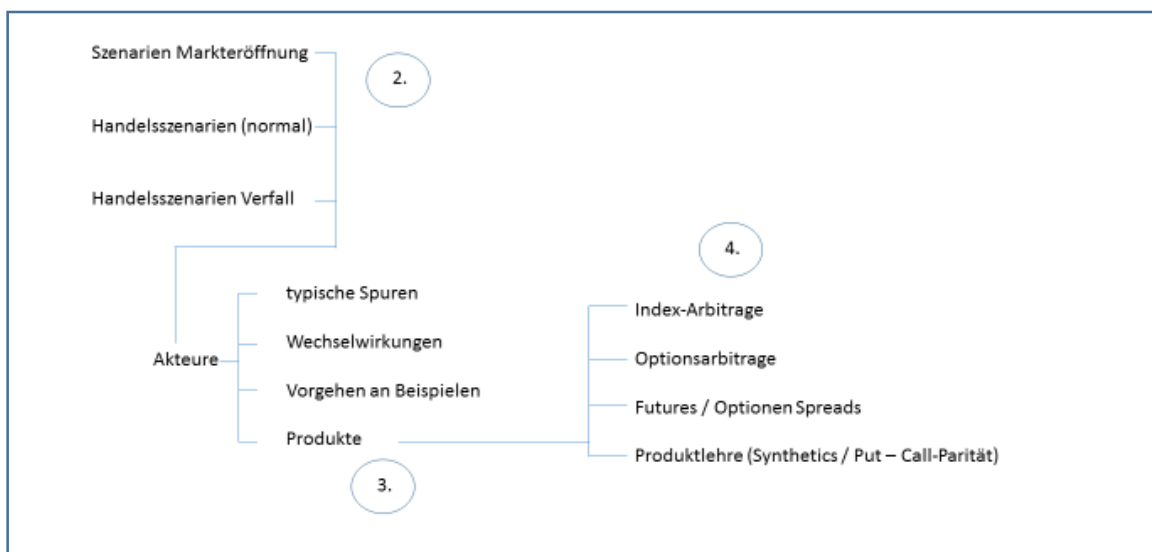 Szenarien Markteröffnung
2.
Handelsszenarien (normal)
Handelsszenarien Verfall
4.
typische Spuren
Index-Arbitrage
Wechselwirkungen
Akteure
Optionsarbitrage
Vorgehen an Beispielen
Futures / Optionen Spreads
Produkte
Produktlehre (Synthetics / Put – Call-Parität)
3.